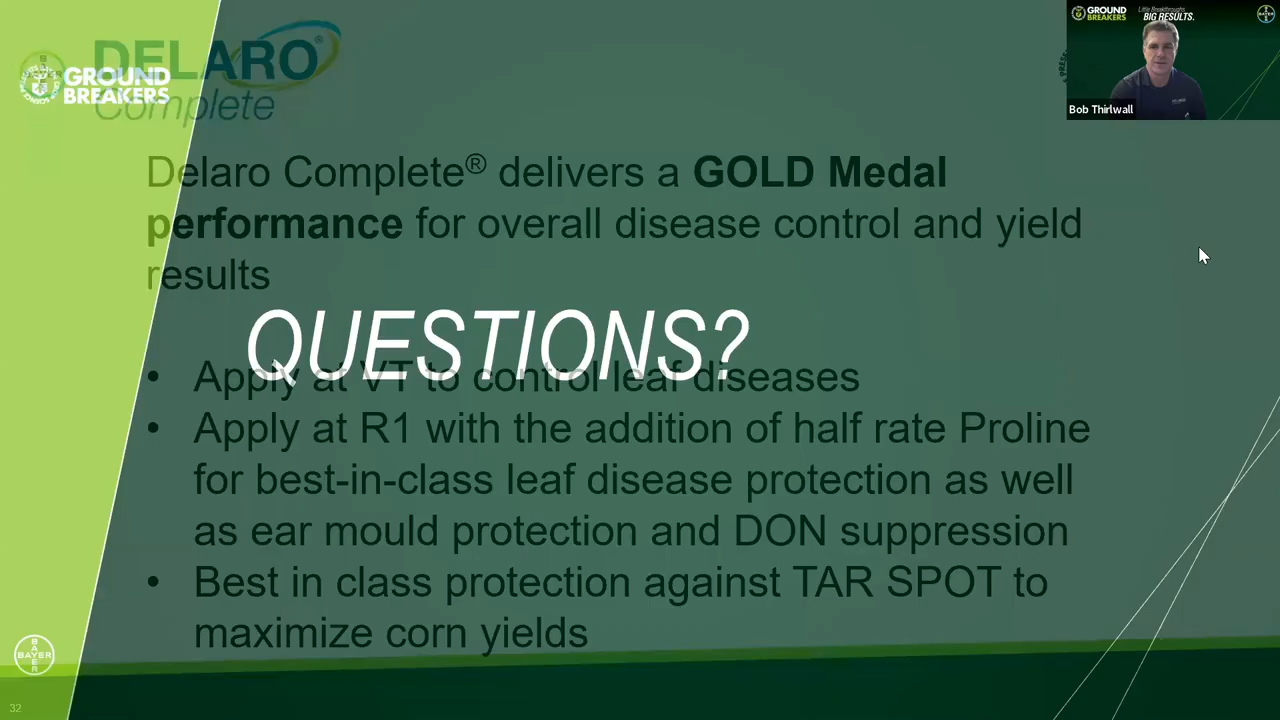 DELARO®
Complete
GROUND
BREAKERS
GROUND
BREAKERS
Little Breakthroughs.
BIG RESULTS.
BAYER
Bob Thirlwall
Delaro Complete® delivers a GOLD Medal
performance for overall disease control and yield
results
QUESTIONS?
• Apply at VT to control leaf diseases
• Apply at R1 with the addition of half rate Proline
for best-in-class leaf disease protection as well
as ear mould protection and DON suppression
• Best in class protection against TAR SPOT to
maximize corn yields
BAYER
32